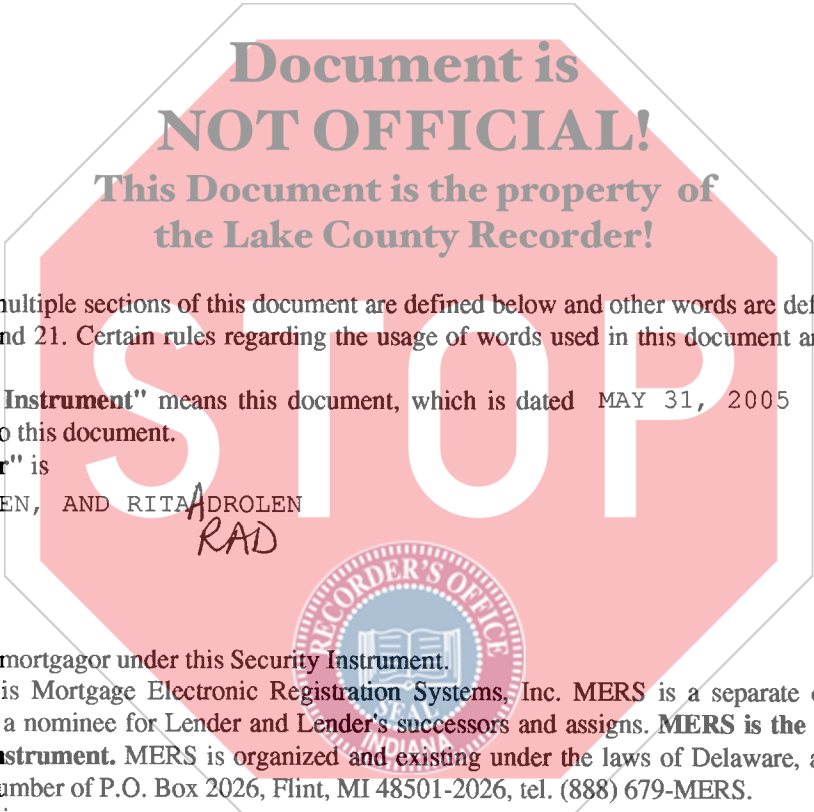 Document is
NOT OFFICIAL!
This Document is the property of
the Lake County Recorder!
multiple sections of this document are defined below and other words are def
nd 21. Certain rules regarding the usage of words used in this document a
Instrument" means this document, which is dated MAY 31, 2005
o this document.
r" is
EN, AND RITA A DROLEN
RAD
STOP
RECORDER'S OFFICE
SEAL
INDIANA
mortgagor under this Security Instrument.
is Mortgage Electronic Registration Systems, Inc. MERS is a separate
a nominee for Lender and Lender's successors and assigns. MERS is the
nstrument. MERS is organized and existing under the laws of Delaware, a
umber of P.O. Box 2026, Flint, MI 48501-2026, tel. (888) 679-MERS.